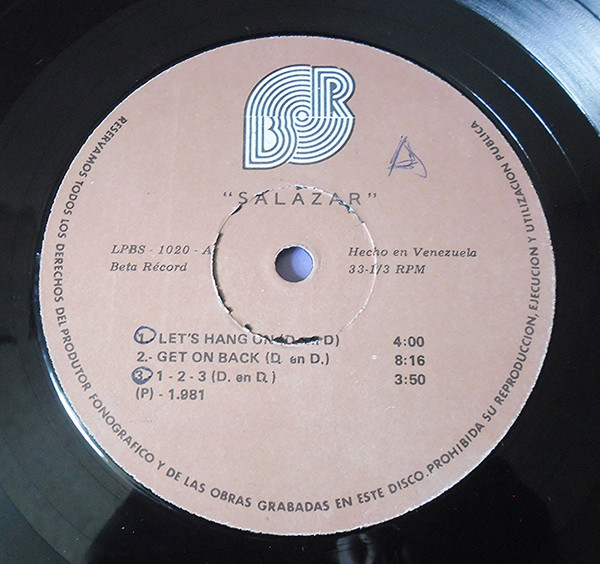 BSR
A
"SALAZAR"
LPBS - 1020 - A
Beta Récord
Hecho en Venezuela
33-1/3 RPM
1.- LET'S HANG ON (D. en D) 4:00
2.- GET ON BACK (D. en D.) 8:16
3.- 1 - 2 - 3 (D. en D.) 3:50
(P) - 1.981
RESERVAMOS TODOS LOS DERECHOS DEL PRODUTOR FONOGRAFICO Y DE LAS OBRAS GRABADAS EN ESTE DISCO. PROHIBIDA SU REPRODUCCION, EJECUCION Y UTILIZACION PUBLICA